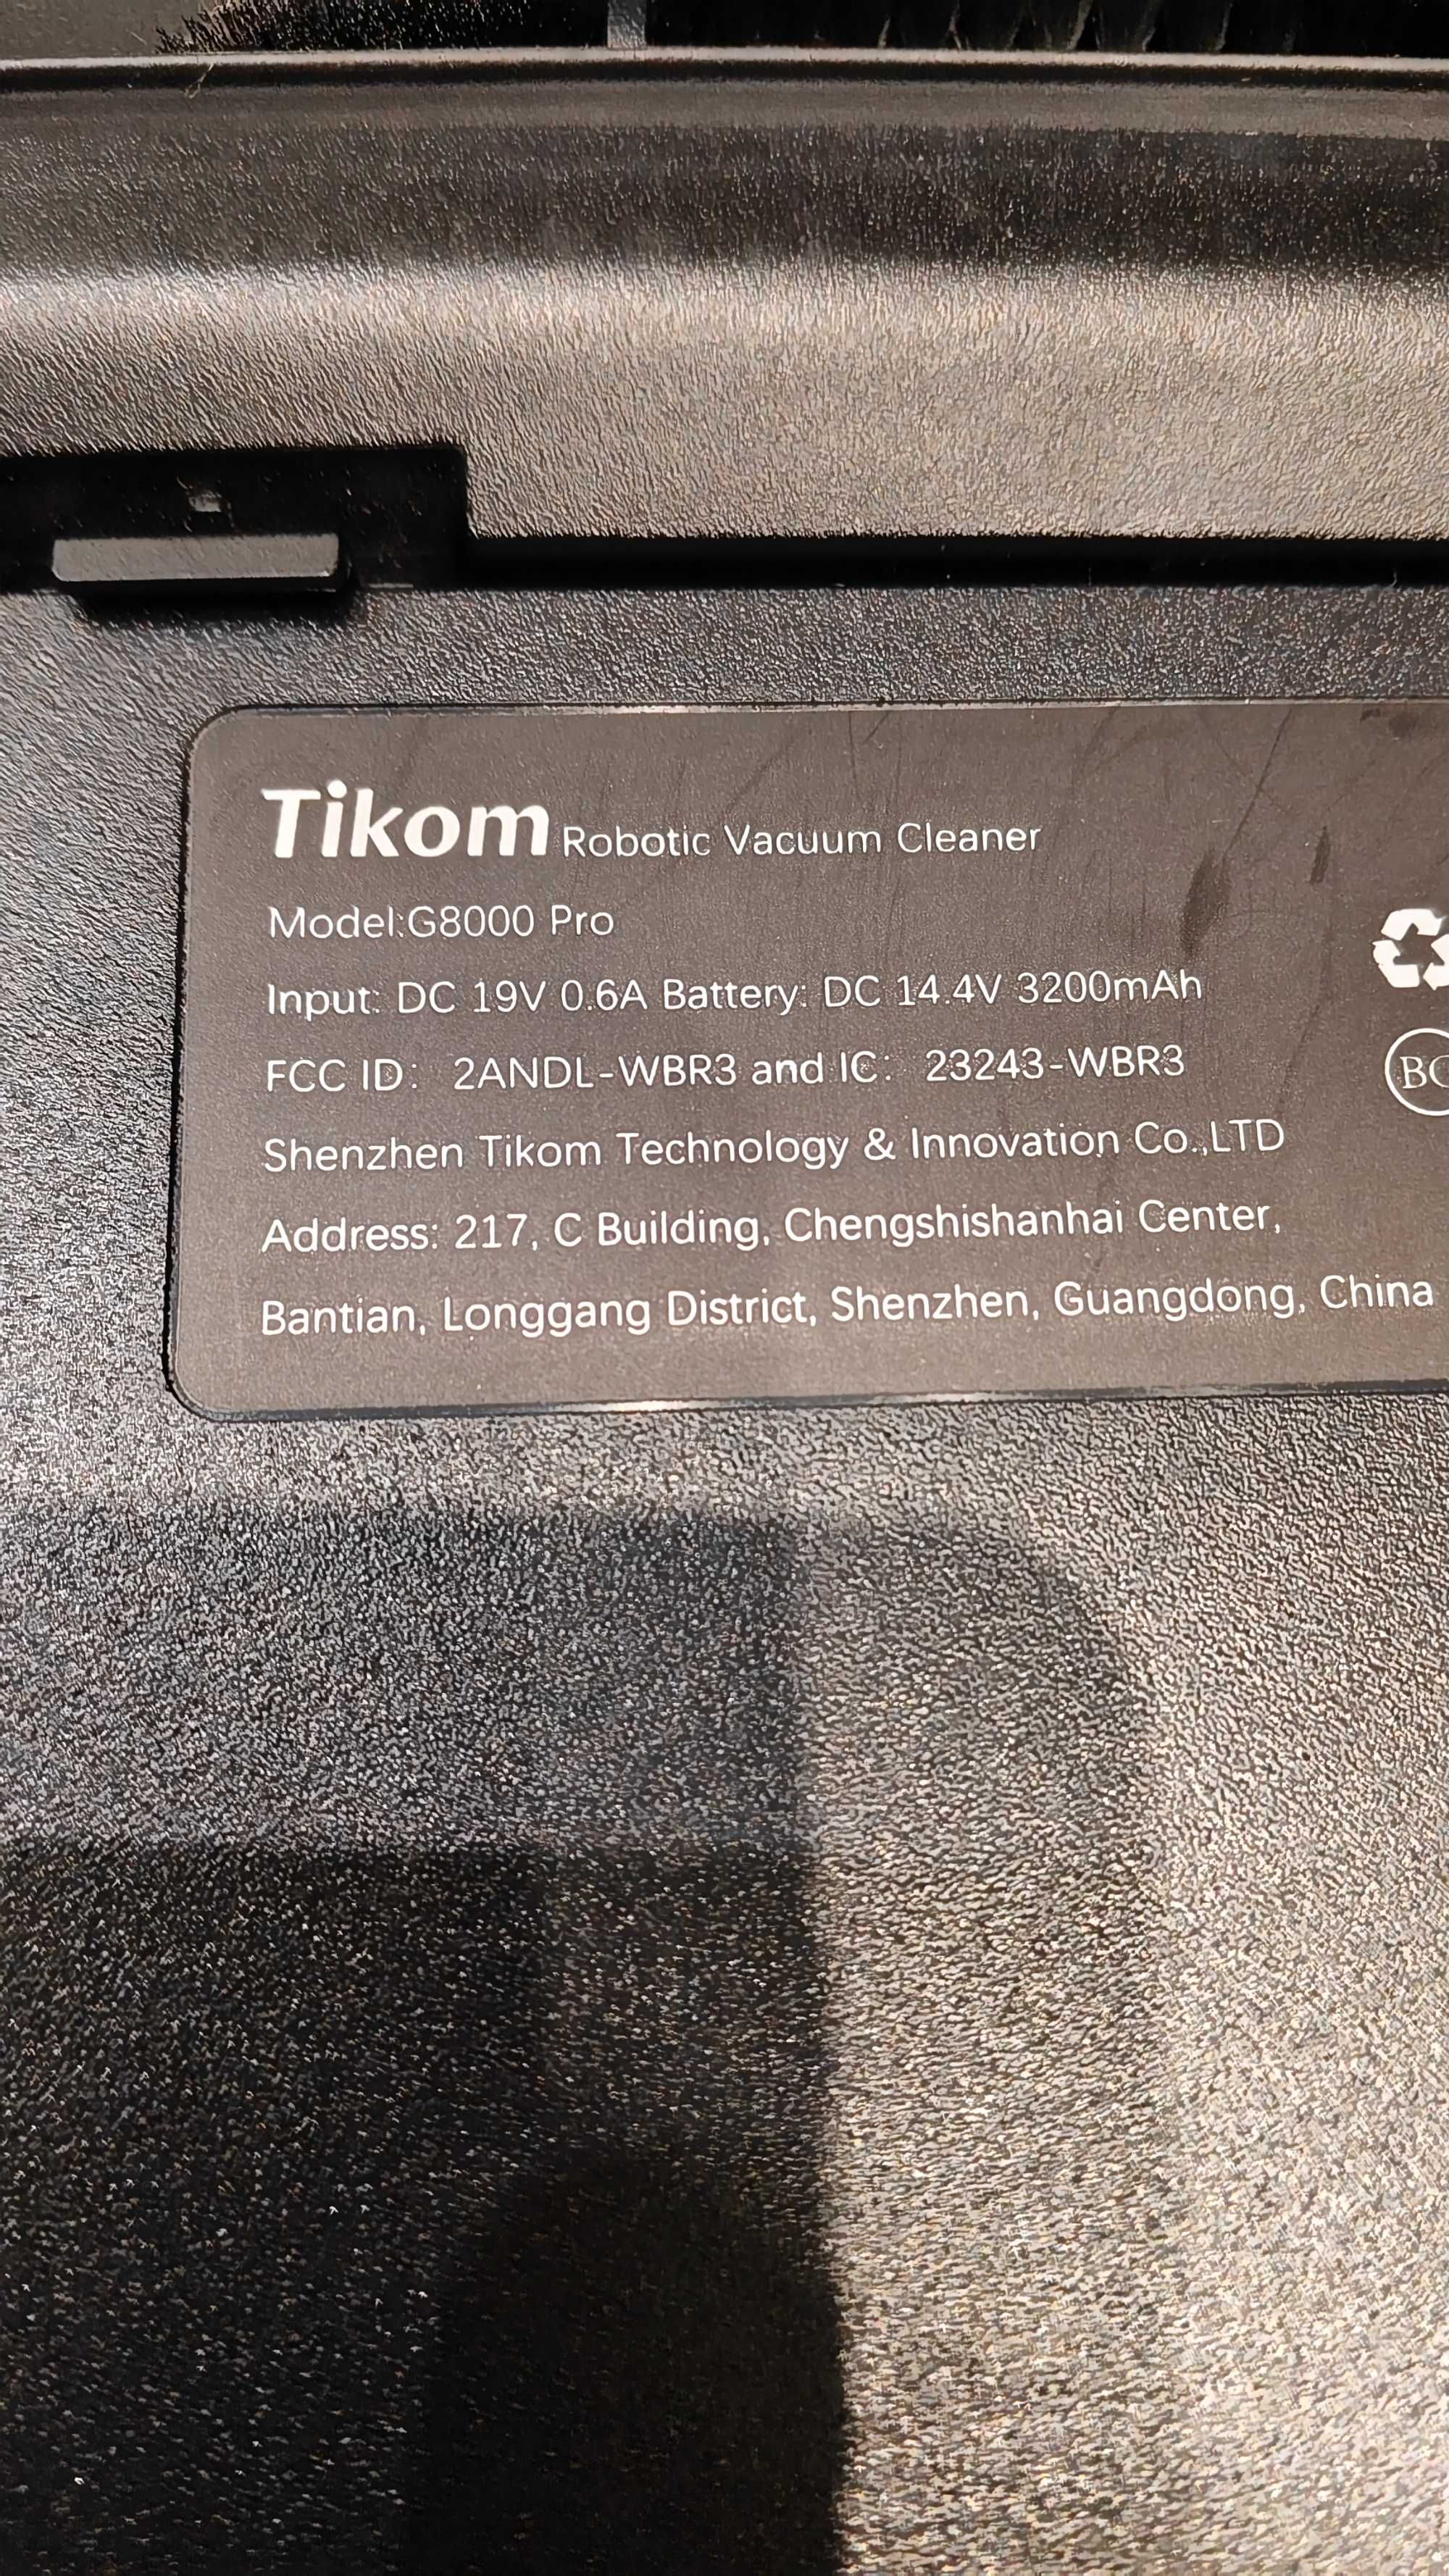 Tikom Robotic Vacuum Cleaner
Model:G8000 Pro
Input: DC 19V 0.6A Battery: DC 14.4V 3200mAh
FCC ID: 2ANDL-WBR3 and IC: 23243-WBR3
Shenzhen Tikom Technology & Innovation Co.,LTD
Address: 217, C Building, Chengshishanhai Center,
Bantian, Longgang District, Shenzhen, Guangdong, China